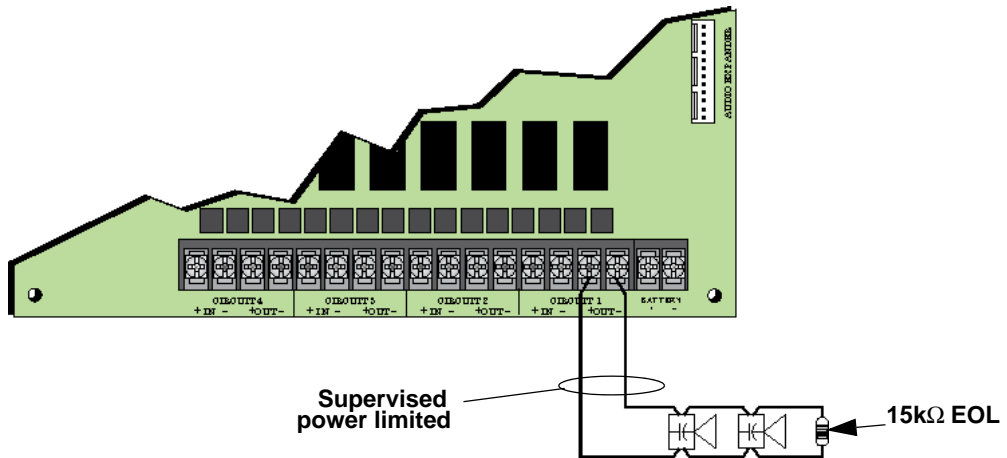 AUDIO EXPANDER
CIRCUIT 4 CIRCUIT 3 CIRCUIT 2 CIRCUIT 1 BATTERY
+ IN - +OUT- + IN - +OUT- + IN - +OUT- + IN - +OUT- + -
Supervised
power limited
15kΩ EOL